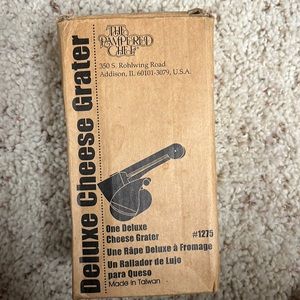 Deluxe Cheese Grater
THE
PAMPERED
CHEF
350 S. Rohlwing Road
Addison, IL 60101-3079, U.S.A.
One Deluxe
Cheese Grater
#1275
Une Râpe Deluxe à Fromage
Un Rallador de Lujo
para Queso
Made in Taiwan